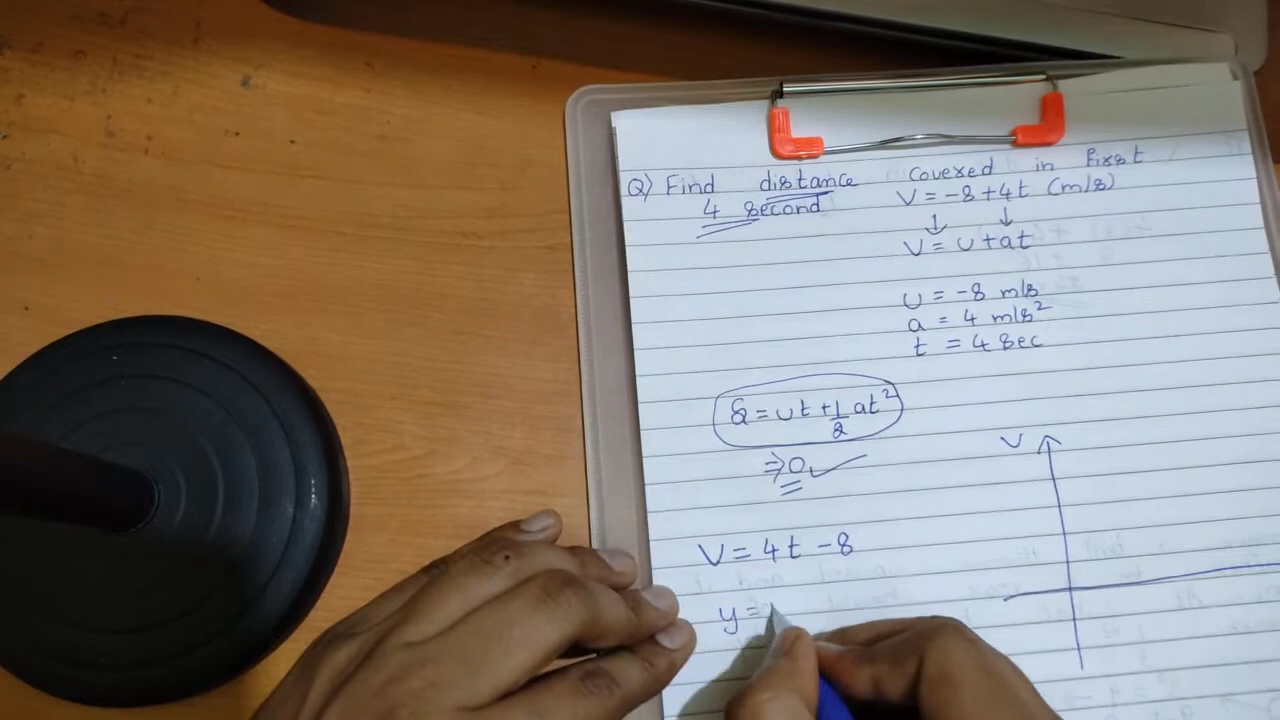 Q) Find distance covered in first
4 second V = -8 + 4t (m/s)
↓ ↓
V = u + at
u = -8 m/s
a = 4 m/s²
t = 4 sec
S = ut + 1/2 at²
⇒ 0 ✓
V
V = 4t - 8
y =